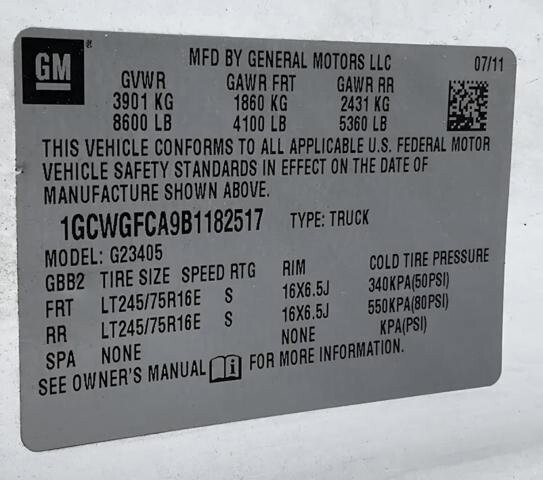 GM®
MFD BY GENERAL MOTORS LLC 07/11
GVWR GAWR FRT GAWR RR
3901 KG 1860 KG 2431 KG
8600 LB 4100 LB 5360 LB
THIS VEHICLE CONFORMS TO ALL APPLICABLE U.S. FEDERAL MOTOR
VEHICLE SAFETY STANDARDS IN EFFECT ON THE DATE OF
MANUFACTURE SHOWN ABOVE.
1GCWGFCA9B1182517 TYPE: TRUCK
MODEL: G23405
GBB2 TIRE SIZE SPEED RTG RIM COLD TIRE PRESSURE
FRT LT245/75R16E S 16X6.5J 340KPA(50PSI)
RR LT245/75R16E S 16X6.5J 550KPA(80PSI)
SPA NONE NONE KPA(PSI)
SEE OWNER'S MANUAL i FOR MORE INFORMATION.